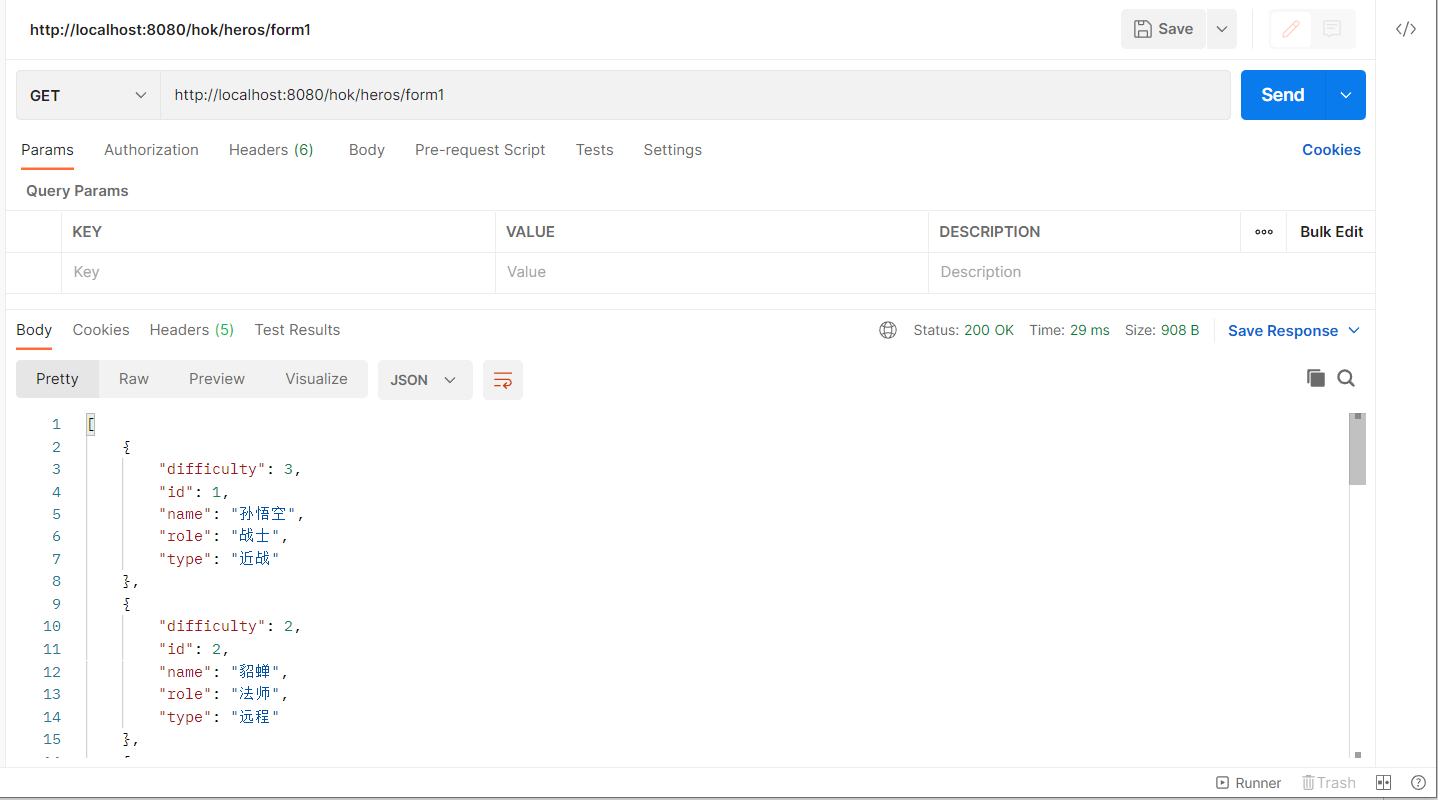 http://localhost:8080/hok/heros/form1
Save
</>
GET
http://localhost:8080/hok/heros/form1
Send
Params Authorization Headers (6) Body Pre-request Script Tests Settings Cookies
Query Params
KEY VALUE DESCRIPTION ooo Bulk Edit
Key Value Description
Body Cookies Headers (5) Test Results Status: 200 OK Time: 29 ms Size: 908 B Save Response
Pretty Raw Preview Visualize JSON
1 [
2 {
3 "difficulty": 3,
4 "id": 1,
5 "name": "孙悟空",
6 "role": "战士",
7 "type": "近战"
8 },
9 {
10 "difficulty": 2,
11 "id": 2,
12 "name": "貂蝉",
13 "role": "法师",
14 "type": "远程"
15 },
Runner Trash ?